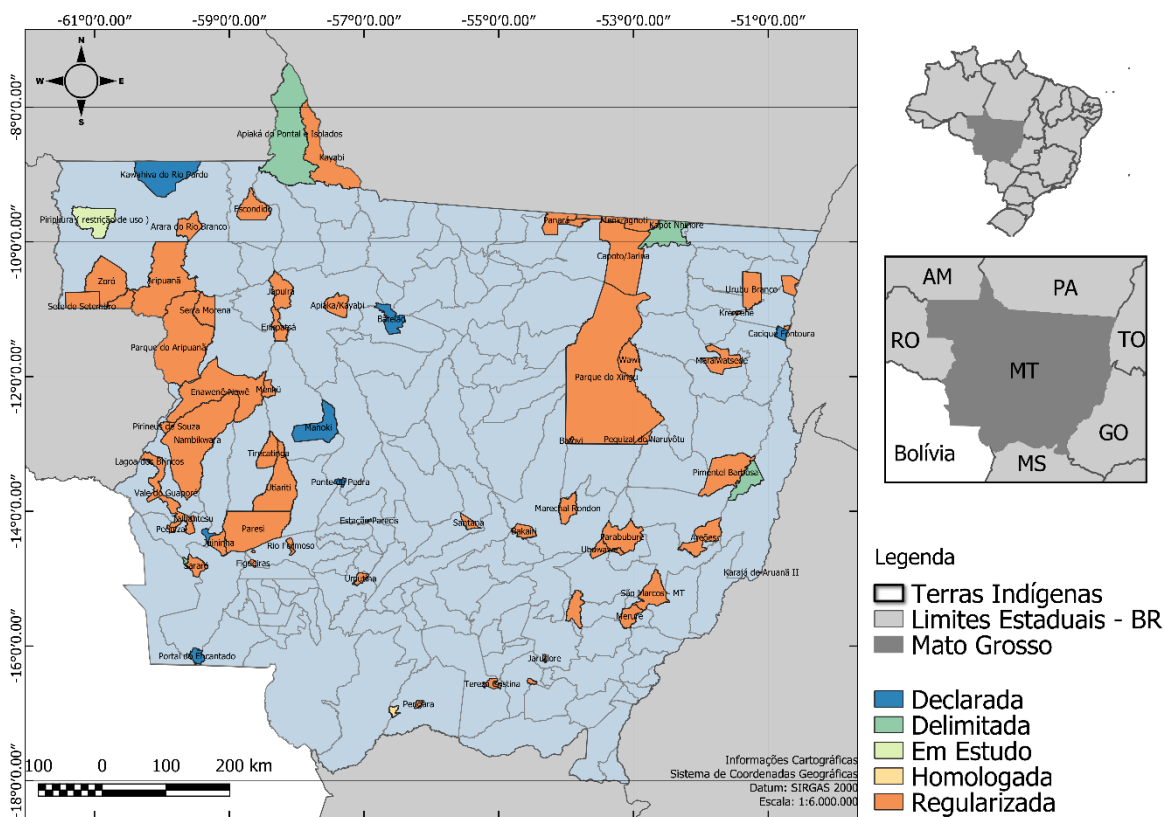 -61°0'0.00" -59°0'0.00" -57°0'0.00" -55°0'0.00" -53°0'0.00" -51°0'0.00"
N
W E
S
-8°0'0.00"
-10°0'0.00"
-12°0'0.00"
-14°0'0.00"
-16°0'0.00"
-18°0'0.00"
Apiaká do Pontal e Isolados
Kayabi
Kawahiva do Rio Pardo
Piripkura ( restrição de uso )
Escondido
Arara do Rio Branco
Panará
Menkragnoti
Kapot Nhinore
Capoto/Jarina
Zoró
Aripuanã
Sete de Setembro
Serra Morena
Japuíra
Apiaká/Kayabi
Batelão
Urubu Branco
Krenrehe
Cacique Fontoura
Erikpatsá
Parque do Aripuanã
Wawi
Maraiwatsede
Parque do Xingu
Enawenê-Nawê
Menkú
Pirineus de Souza
Nambikwara
Manoki
Batovi
Pequizal do Naruvôtu
Tirecatinga
Lagoa dos Brincos
Utiariti
Ponte de Pedra
Pimentel Barbosa
Vale do Guaporé
Marechal Rondon
Estação Parecis
Paresi
Santana
Bakairi
Parabubure
Areões
Ubawawe
Juininha
Rio Formoso
Figueiras
Sararé
Umutina
Karajá de Aruanã II
São Marcos - MT
Merure
Portal do Encantado
Jarudore
Tereza Cristina
Perigara
100 0 100 200 km
Informações Cartográficas
Sistema de Coordenadas Geográficas
Datum: SIRGAS 2000
Escala: 1:6.000.000
AM
PA
RO
TO
MT
GO
Bolívia
MS
Legenda
Terras Indígenas
Limites Estaduais - BR
Mato Grosso
Declarada
Delimitada
Em Estudo
Homologada
Regularizada